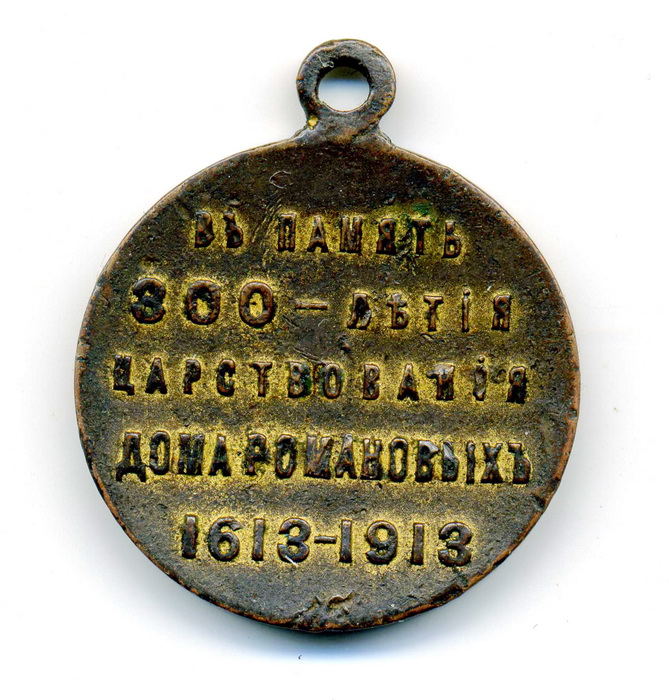 ВЪ ПАМЯТЬ
300-ЛѢТІЯ
ЦАРСТВОВАНІЯ
ДОМА РОМАНОВЫХЪ
1613-1913